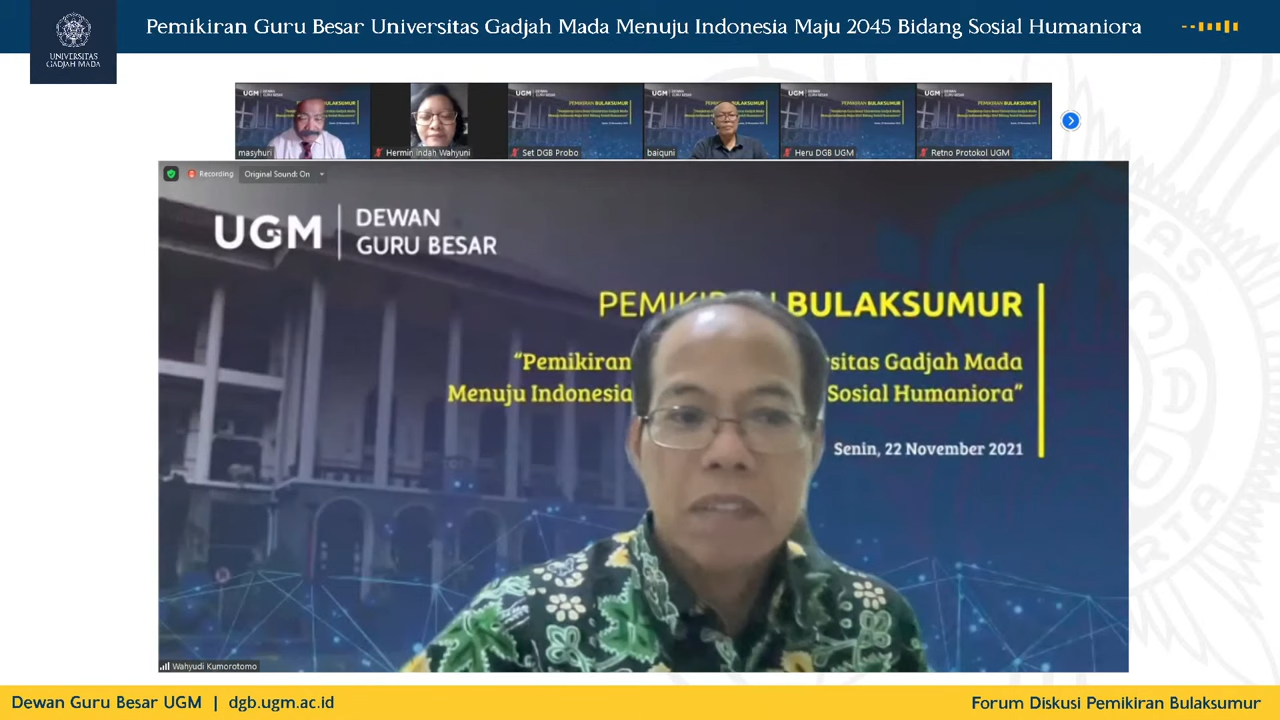 Pemikiran Guru Besar Universitas Gadjah Mada Menuju Indonesia Maju 2045 Bidang Sosial Humaniora
UNIVERSITAS
GADJAH MADA
masyhuri
Hermin indah Wahyuni
Set DGB Probo
baiquni
Heru DGB UGM
Retno Protokol UGM
Recording
Original Sound: On
UGM
DEWAN
GURU BESAR
BULAKSUMUR
“Pemikiran
Gadjah Mada
Menuju Indonesia
Sosial Humaniora”
Senin, 22 November 2021
Wahyudi Kumorotomo
Dewan Guru Besar UGM | dgb.ugm.ac.id
Forum Diskusi Pemikiran Bulaksumur